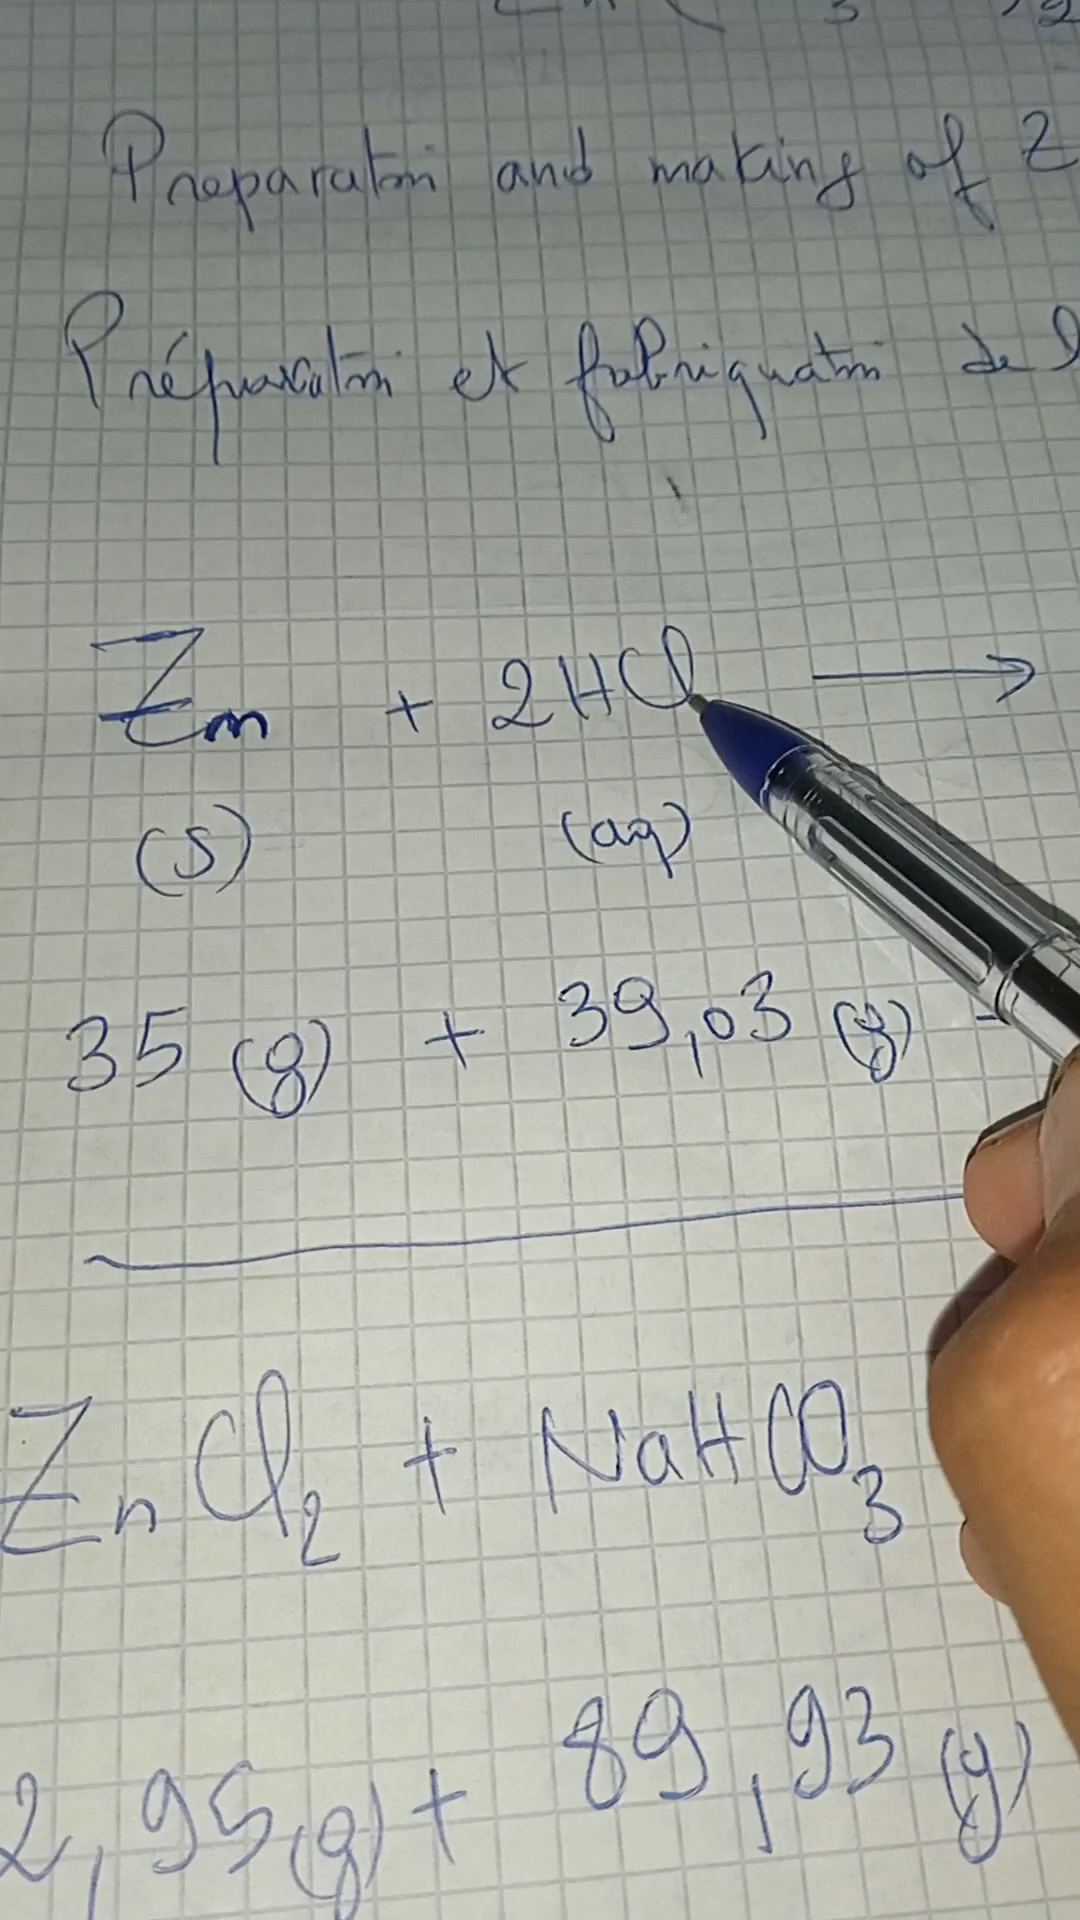 Preparation and making of Z
Préparation et fabriquation de
Zn + 2HCl →
(s) (aq)
35 (g) + 39,03 (g)
ZnCl₂ + NaHCO₃
2,95 (g) + 89,93 (g)